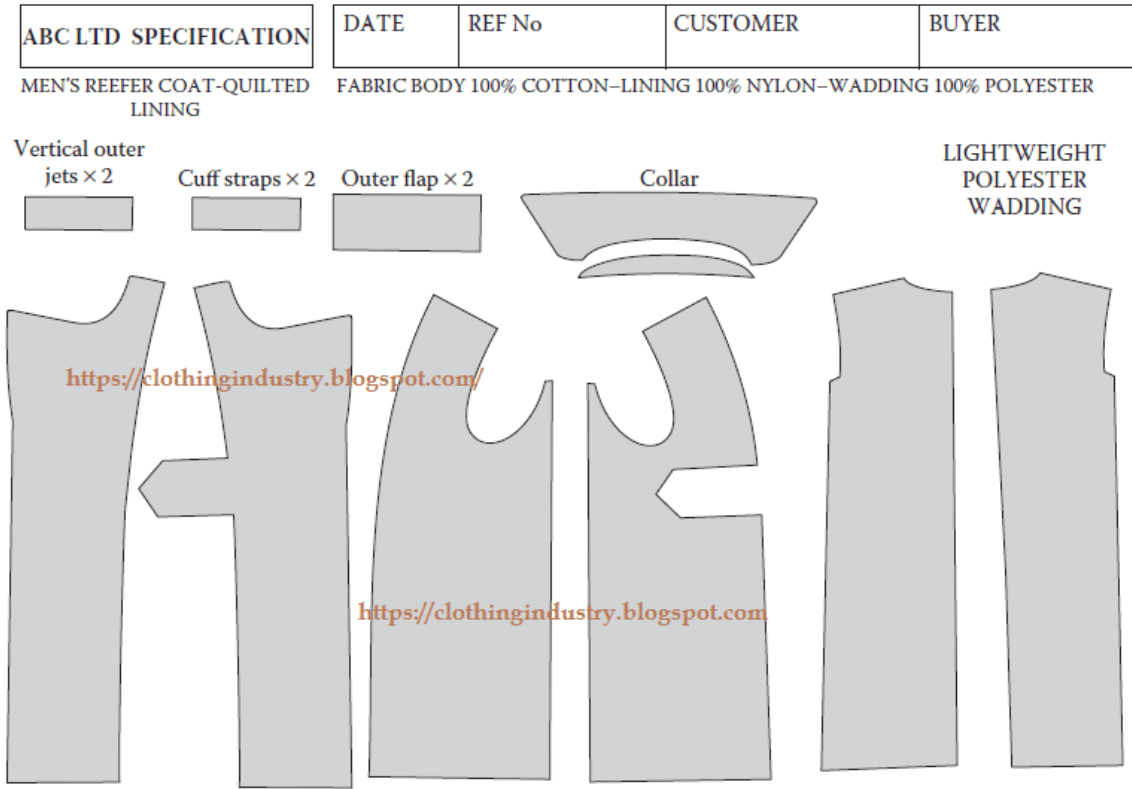 ABC LTD SPECIFICATION
DATE
REF No
CUSTOMER
BUYER
MEN'S REEFER COAT-QUILTED
LINING
FABRIC BODY 100% COTTON–LINING 100% NYLON–WADDING 100% POLYESTER
Vertical outer
jets × 2
Cuff straps × 2
Outer flap × 2
Collar
LIGHTWEIGHT
POLYESTER
WADDING
https://clothingindustry.blogspot.com/
https://clothingindustry.blogspot.com